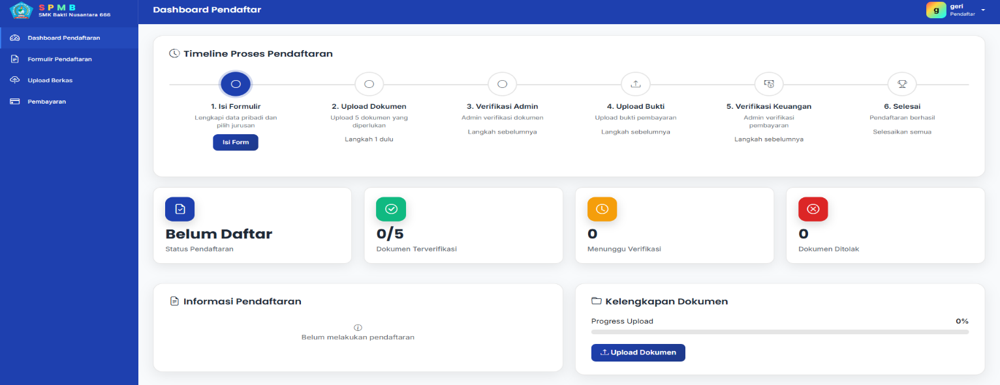 SPMB
SMK Bakti Nusantara 666
Dashboard Pendaftar
g
geri
Pendaftar
Dashboard Pendaftaran
Formulir Pendaftaran
Upload Berkas
Pembayaran
Timeline Proses Pendaftaran
1. Isi Formulir
Lengkapi data pribadi dan
pilih jurusan
Isi Form
2. Upload Dokumen
Upload 5 dokumen yang
diperlukan
Langkah 1 dulu
3. Verifikasi Admin
Admin verifikasi dokumen
Langkah sebelumnya
4. Upload Bukti
Upload bukti pembayaran
Langkah sebelumnya
5. Verifikasi Keuangan
Admin verifikasi
pembayaran
Langkah sebelumnya
6. Selesai
Pendaftaran berhasil
Selesaikan semua
Belum Daftar
Status Pendaftaran
0/5
Dokumen Terverifikasi
0
Menunggu Verifikasi
0
Dokumen Ditolak
Informasi Pendaftaran
Belum melakukan pendaftaran
Kelengkapan Dokumen
Progress Upload 0%
Upload Dokumen